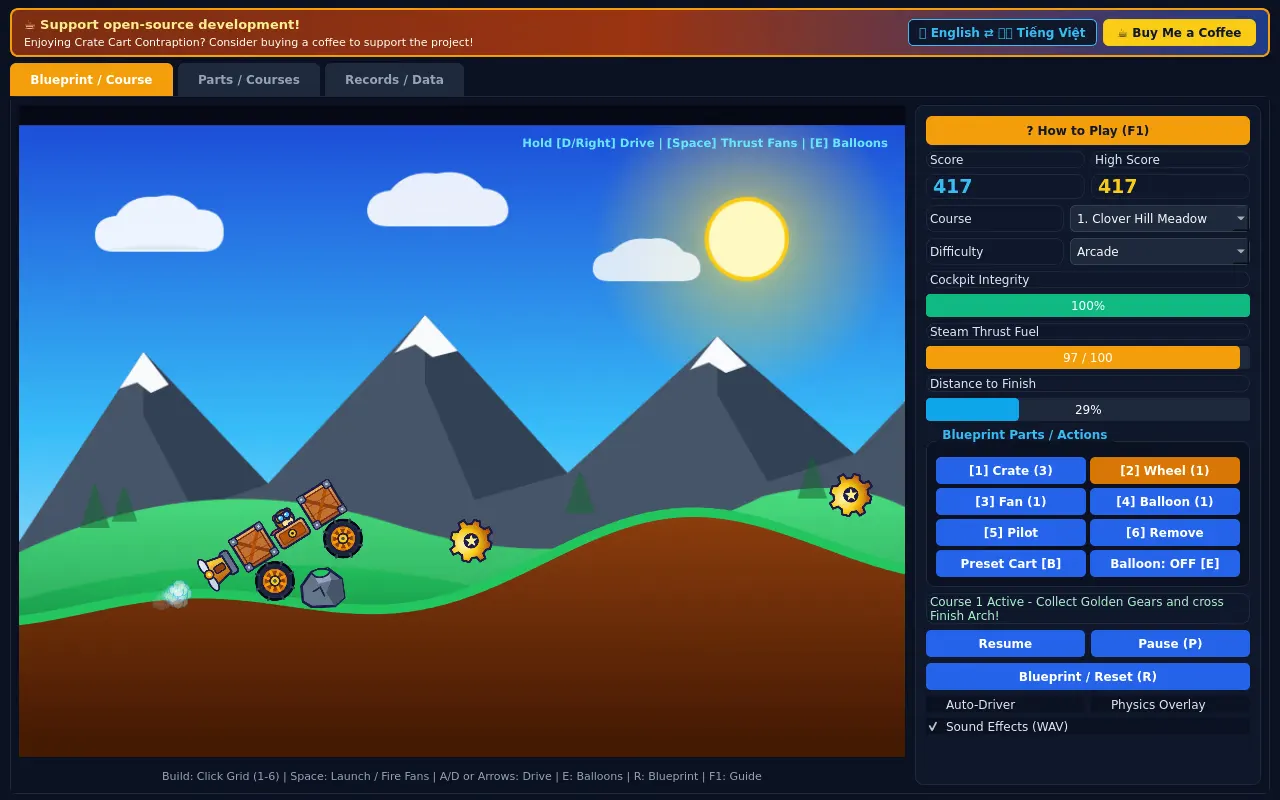 ☕ Support open-source development!
Enjoying Crate Cart Contraption? Consider buying a coffee to support the project!
English ⇄ Tiếng Việt
☕ Buy Me a Coffee
Blueprint / Course
Parts / Courses
Records / Data
Hold [D/Right] Drive | [Space] Thrust Fans | [E] Balloons
? How to Play (F1)
Score
High Score
417
417
Course
1. Clover Hill Meadow
Difficulty
Arcade
Cockpit Integrity
100%
Steam Thrust Fuel
97 / 100
Distance to Finish
29%
Blueprint Parts / Actions
[1] Crate (3)
[2] Wheel (1)
[3] Fan (1)
[4] Balloon (1)
[5] Pilot
[6] Remove
Preset Cart [B]
Balloon: OFF [E]
Course 1 Active - Collect Golden Gears and cross
Finish Arch!
Resume
Pause (P)
Blueprint / Reset (R)
Auto-Driver
Physics Overlay
✓ Sound Effects (WAV)
Build: Click Grid (1-6) | Space: Launch / Fire Fans | A/D or Arrows: Drive | E: Balloons | R: Blueprint | F1: Guide